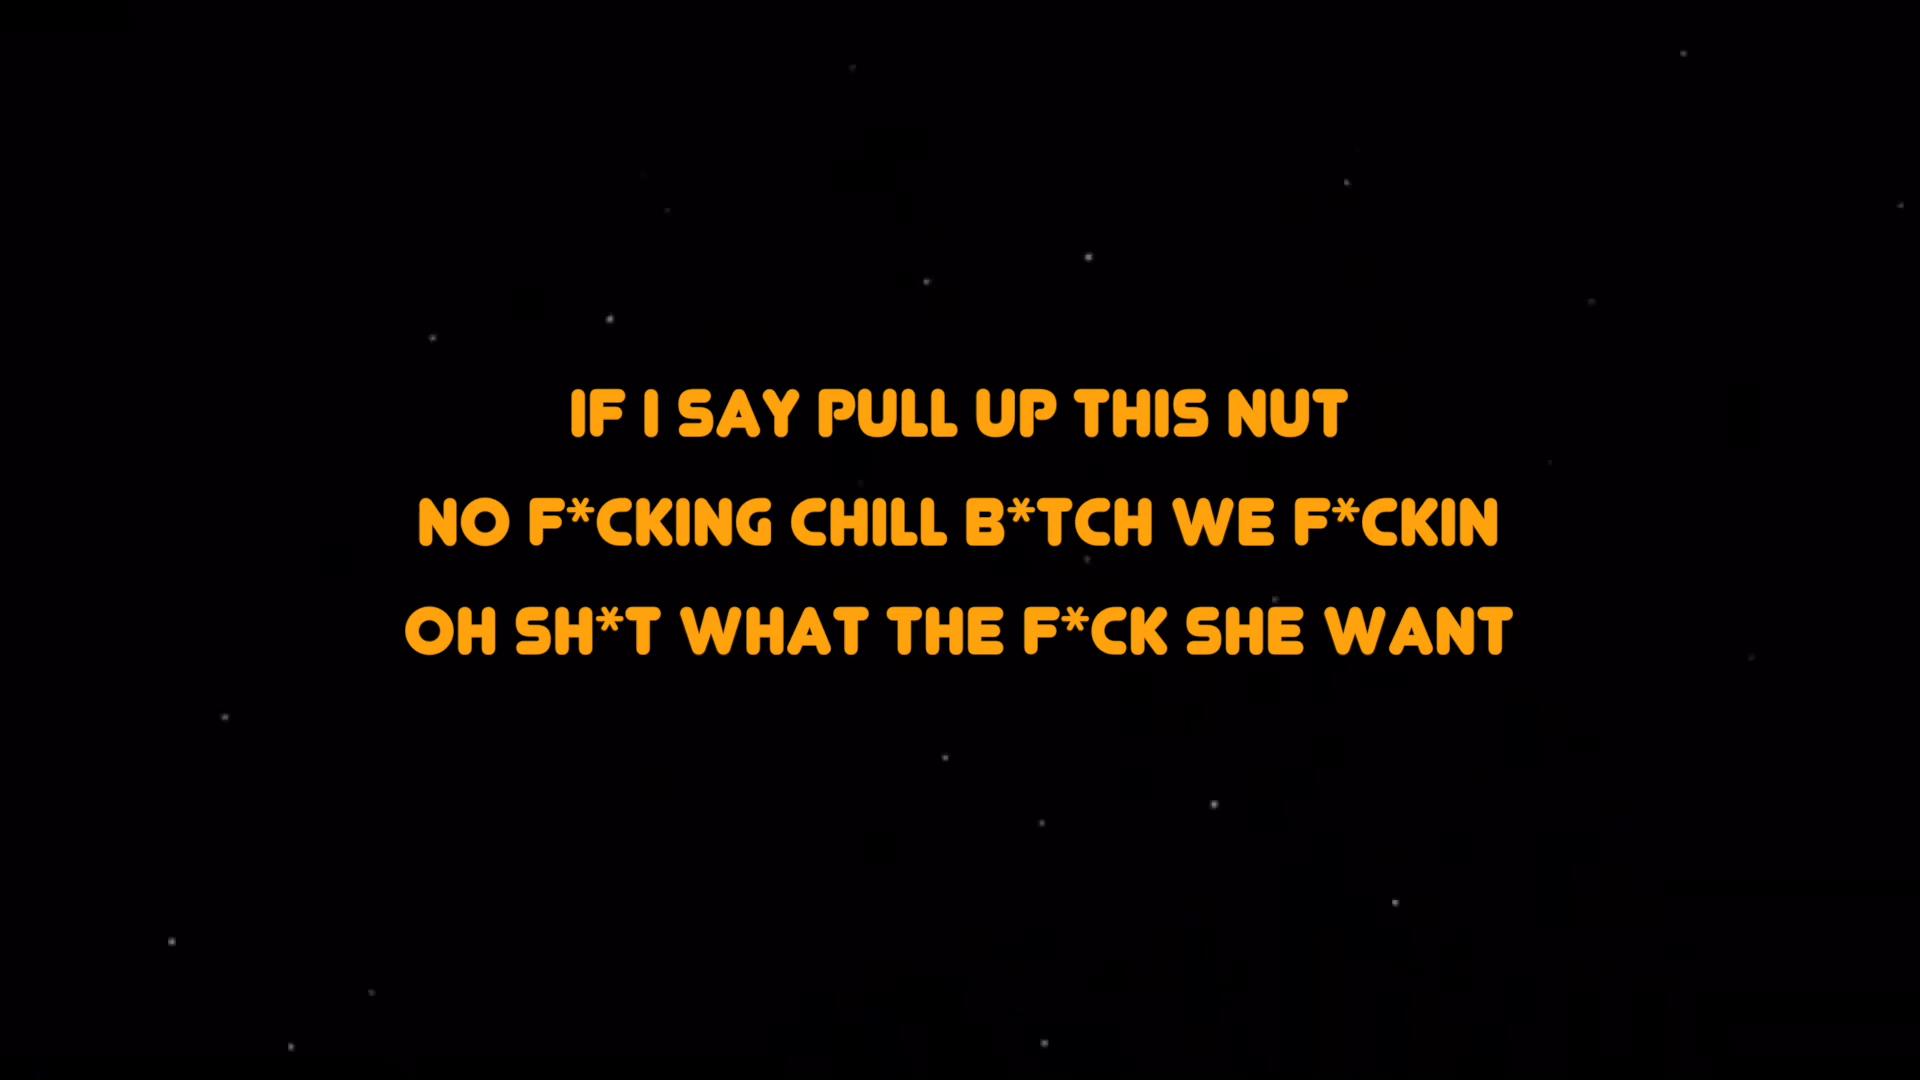 IF I SAY PULL UP THIS NUT
NO F*CKING CHILL B*TCH WE F*CKIN
OH SH*T WHAT THE F*CK SHE WANT